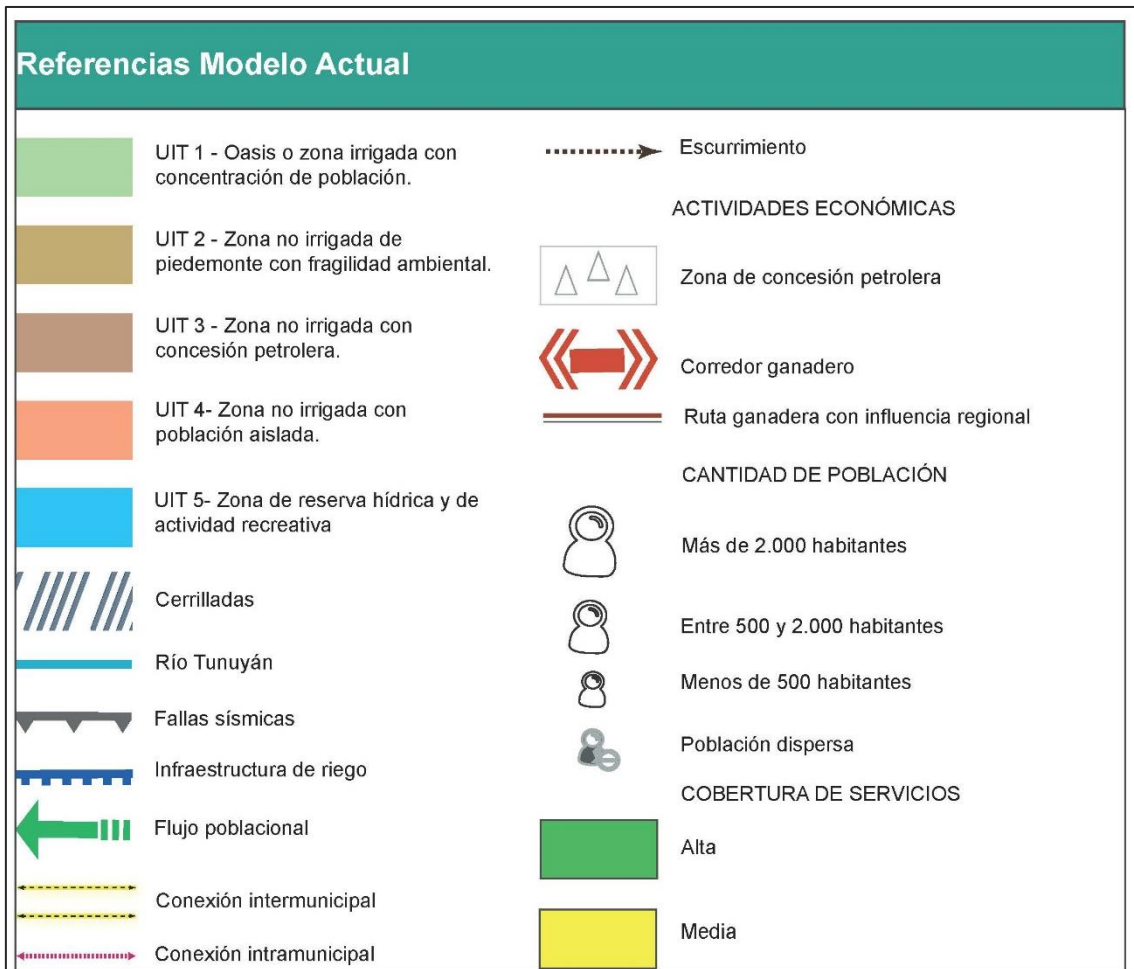 Referencias Modelo Actual
UIT 1 - Oasis o zona irrigada con
concentración de población.
UIT 2 - Zona no irrigada de
piedemonte con fragilidad ambiental.
UIT 3 - Zona no irrigada con
concesión petrolera.
UIT 4- Zona no irrigada con
población aislada.
UIT 5- Zona de reserva hídrica y de
actividad recreativa
Cerrilladas
Río Tunuyán
Fallas sísmicas
Infraestructura de riego
Flujo poblacional
Conexión intermunicipal
Conexión intramunicipal
Escurrimiento
ACTIVIDADES ECONÓMICAS
Zona de concesión petrolera
Corredor ganadero
Ruta ganadera con influencia regional
CANTIDAD DE POBLACIÓN
Más de 2.000 habitantes
Entre 500 y 2.000 habitantes
Menos de 500 habitantes
Población dispersa
COBERTURA DE SERVICIOS
Alta
Media